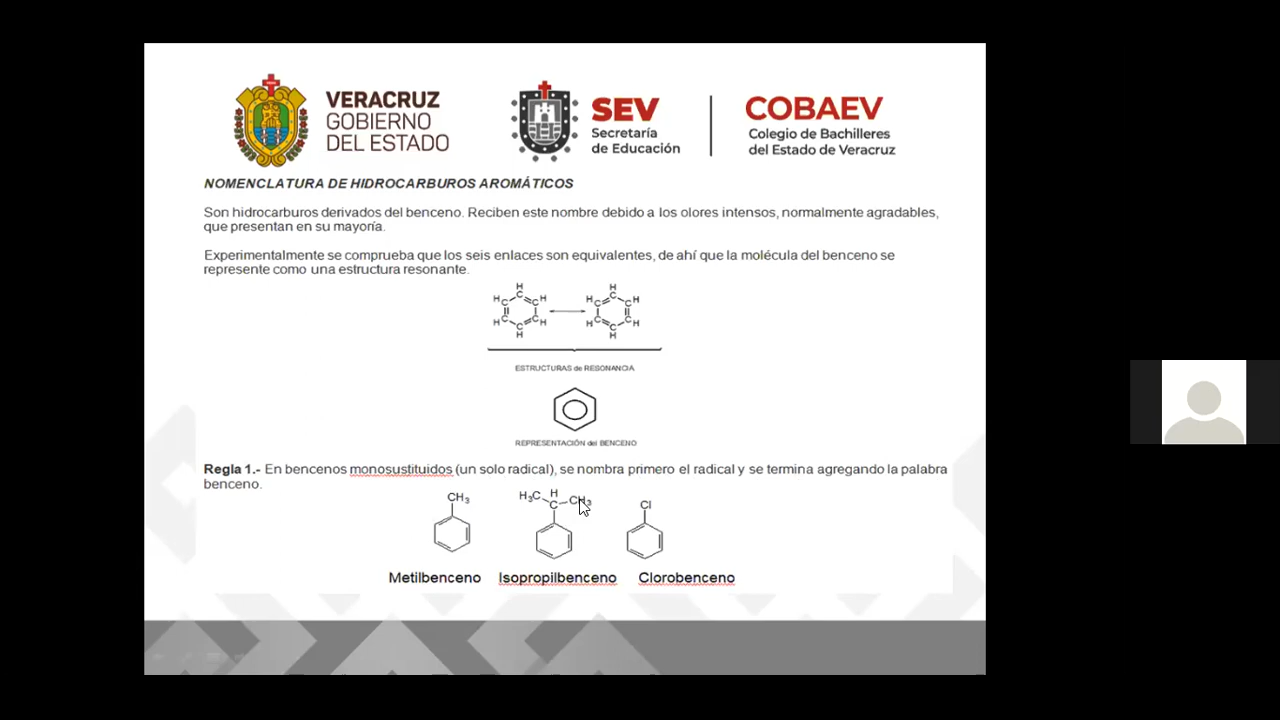 VERACRUZ
GOBIERNO
DEL ESTADO
SEV
Secretaría
de Educación
COBAEV
Colegio de Bachilleres
del Estado de Veracruz
NOMENCLATURA DE HIDROCARBUROS AROMÁTICOS
Son hidrocarburos derivados del benceno. Reciben este nombre debido a los olores intensos, normalmente agradables,
que presentan en su mayoría.
Experimentalmente se comprueba que los seis enlaces son equivalentes, de ahí que la molécula del benceno se
represente como una estructura resonante.
H H
H C H H C H
C C C C
C C C C
H C H H C H
H H
ESTRUCTURAS de RESONANCIA
REPRESENTACIÓN del BENCENO
Regla 1.- En bencenos monosustituidos (un solo radical), se nombra primero el radical y se termina agregando la palabra
benceno.
CH3
H3C H CH3
C
Cl
Metilbenceno Isopropilbenceno Clorobenceno